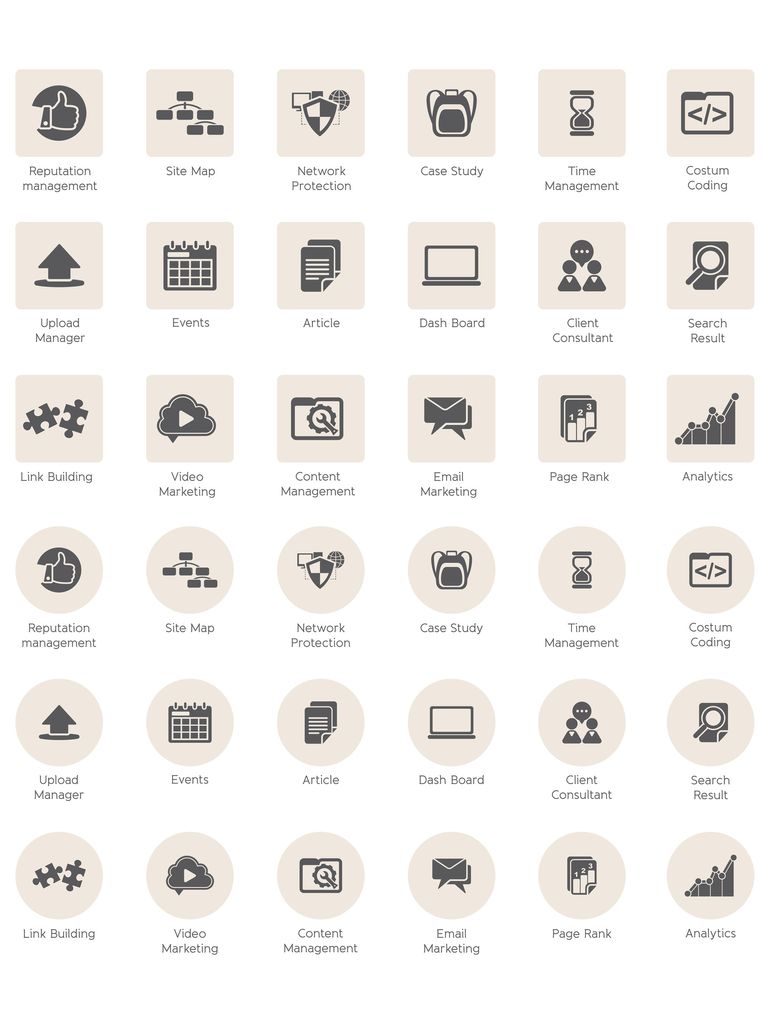 Reputation
management
Site Map
Network
Protection
Case Study
Time
Management
</>
Costum
Coding
Upload
Manager
Events
Article
Dash Board
Client
Consultant
Search
Result
Link Building
Video
Marketing
Content
Management
Email
Marketing
1 2 3
Page Rank
Analytics
Reputation
management
Site Map
Network
Protection
Case Study
Time
Management
</>
Costum
Coding
Upload
Manager
Events
Article
Dash Board
Client
Consultant
Search
Result
Link Building
Video
Marketing
Content
Management
Email
Marketing
1 2 3
Page Rank
Analytics